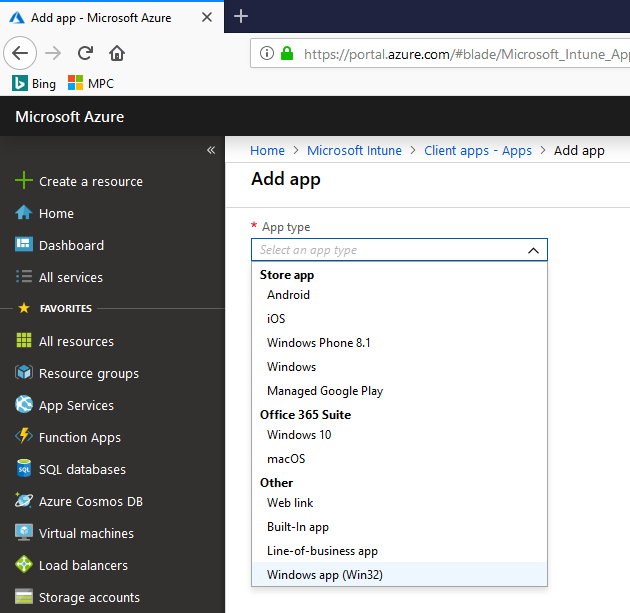 Add app - Microsoft Azure
https://portal.azure.com/#blade/Microsoft_Intune_App
Bing MPC
Microsoft Azure
«
Create a resource
Home
Dashboard
All services
FAVORITES
All resources
Resource groups
App Services
Function Apps
SQL databases
Azure Cosmos DB
Virtual machines
Load balancers
Storage accounts
Home > Microsoft Intune > Client apps - Apps > Add app
Add app
* App type
Select an app type
Store app
Android
iOS
Windows Phone 8.1
Windows
Managed Google Play
Office 365 Suite
Windows 10
macOS
Other
Web link
Built-In app
Line-of-business app
Windows app (Win32)